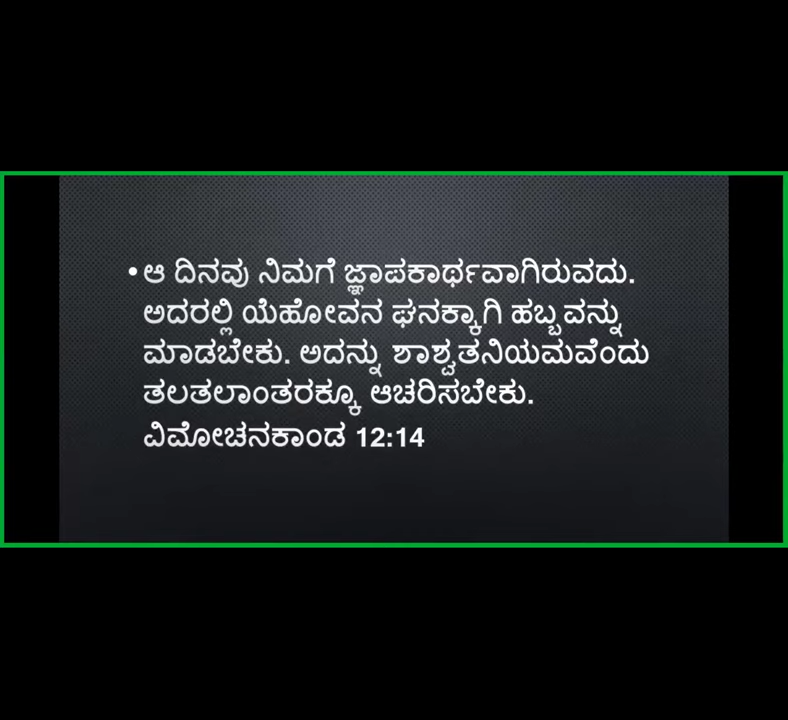 • ಆ ದಿನವು ನಿಮಗೆ ಜ್ಞಾಪಕಾರ್ಥವಾಗಿರುವದು.
ಅದರಲ್ಲಿ ಯೆಹೋವನ ಘನಕ್ಕಾಗಿ ಹಬ್ಬವನ್ನು
ಮಾಡಬೇಕು. ಅದನ್ನು ಶಾಶ್ವತನಿಯಮವೆಂದು
ತಲತಲಾಂತರಕ್ಕೂ ಆಚರಿಸಬೇಕು.
ವಿಮೋಚನಕಾಂಡ 12:14